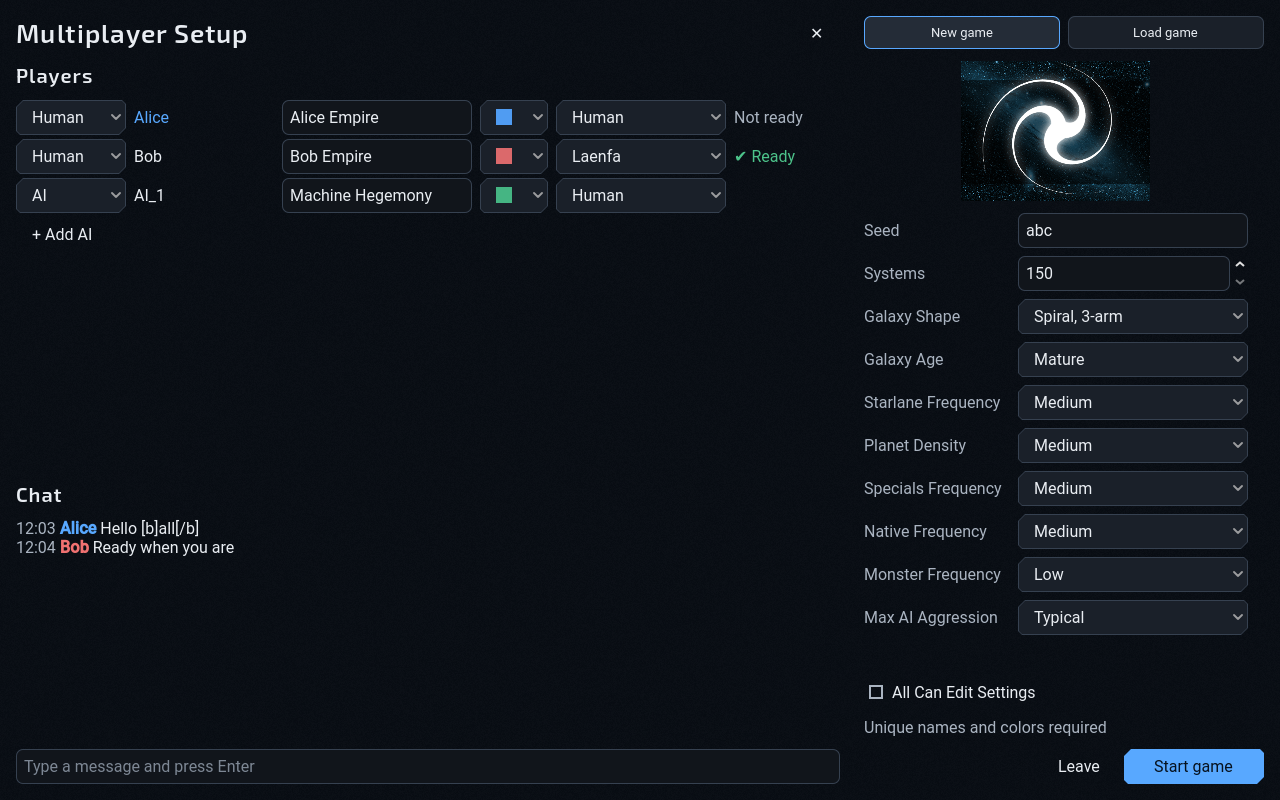 Multiplayer Setup
×
New game
Load game
Players
Human Alice Alice Empire Human Not ready
Human Bob Bob Empire Laenfa ✔ Ready
AI AI_1 Machine Hegemony Human
+ Add AI
Seed abc
Systems 150
Galaxy Shape Spiral, 3-arm
Galaxy Age Mature
Starlane Frequency Medium
Planet Density Medium
Specials Frequency Medium
Native Frequency Medium
Monster Frequency Low
Max AI Aggression Typical
Chat
12:03 Alice Hello [b]all[/b]
12:04 Bob Ready when you are
All Can Edit Settings
Unique names and colors required
Type a message and press Enter
Leave
Start game